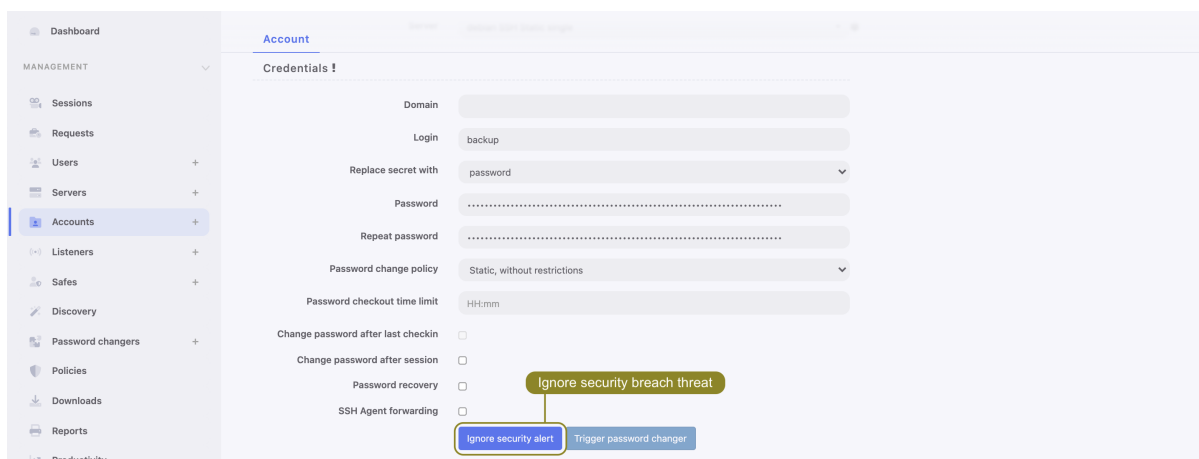 Dashboard
MANAGEMENT
Sessions
Requests
Users +
Servers +
Accounts +
Listeners +
Safes +
Discovery
Password changers +
Policies
Downloads
Reports
Productivity
Account
Credentials !
Domain
Login backup
Replace secret with password
Password
Repeat password
Password change policy Static, without restrictions
Password checkout time limit HH:mm
Change password after last checkin
Change password after session
Password recovery
Ignore security breach threat
SSH Agent forwarding
Ignore security alert Trigger password changer